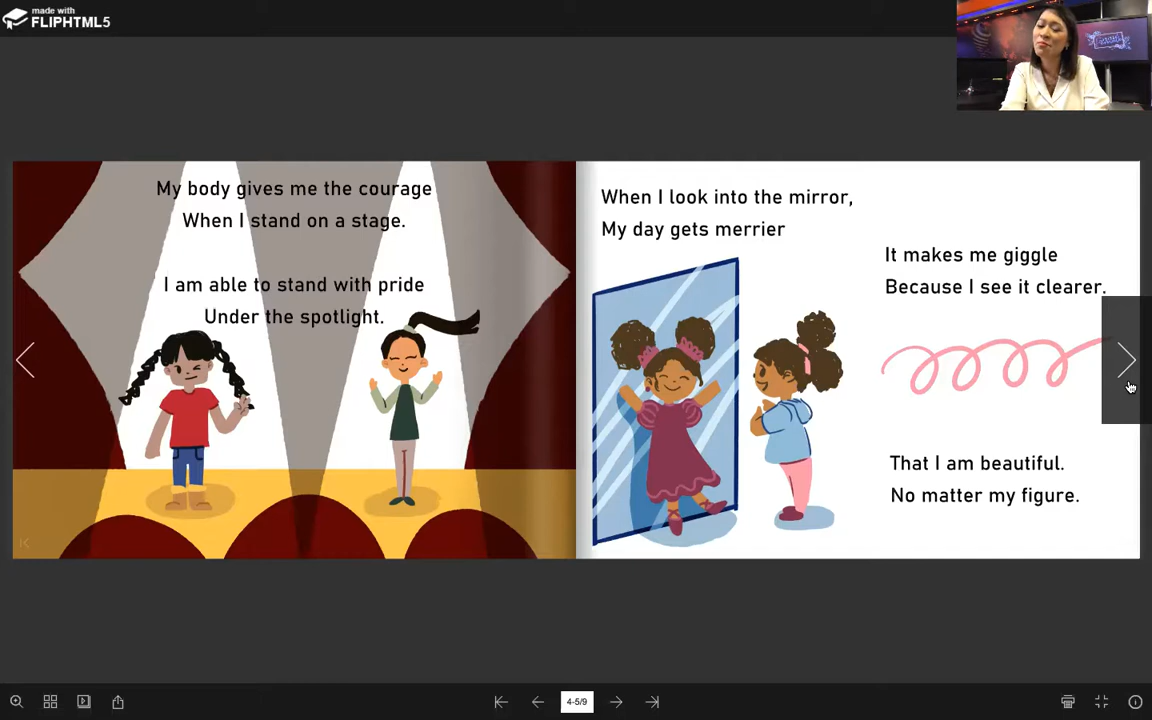 made with
FLIPHTML5
My body gives me the courage
When I stand on a stage.
I am able to stand with pride
Under the spotlight.
When I look into the mirror,
My day gets merrier
It makes me giggle
Because I see it clearer.
That I am beautiful.
No matter my figure.
4-5/9